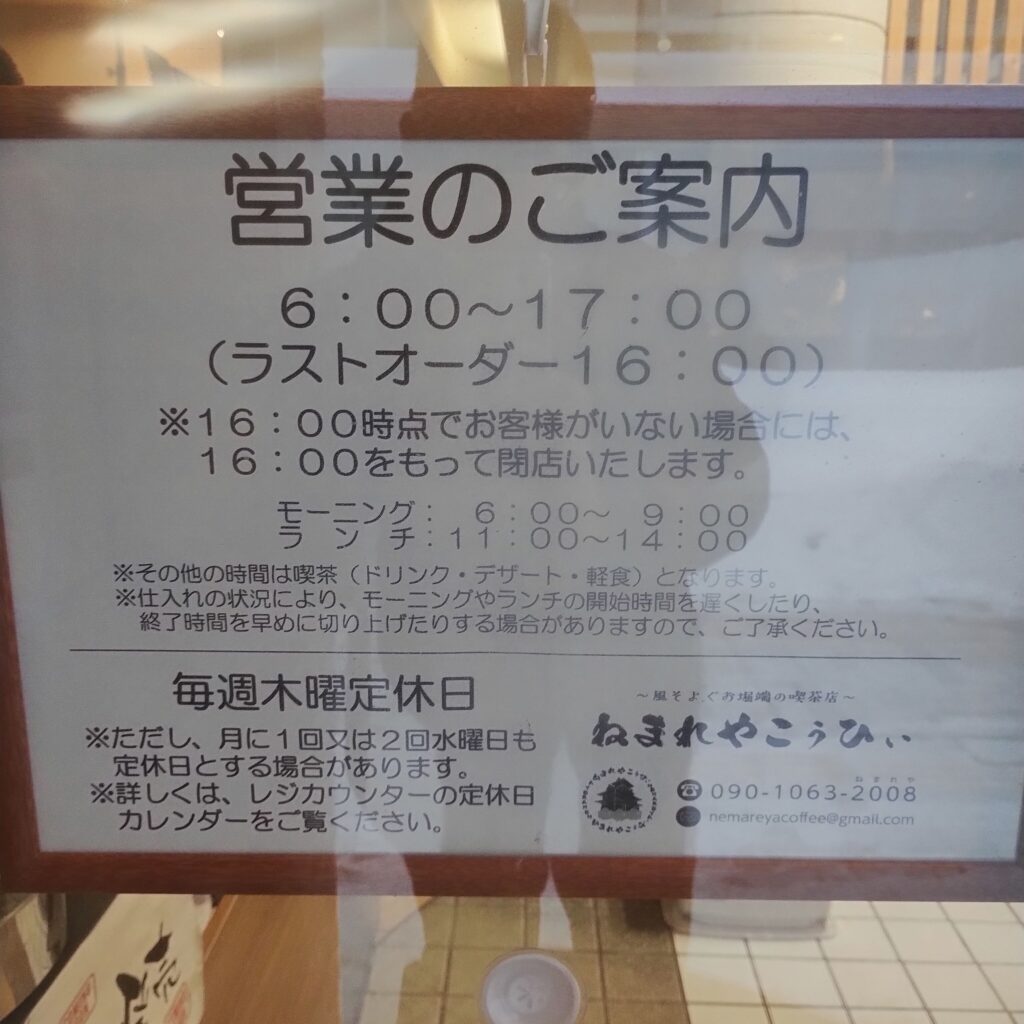 営業のご案内
6：00～17：00
（ラストオーダー16：00）
※16：00時点でお客様がいない場合には、
16：00をもって閉店いたします。
モーニング：　6：00～　9：00
ラ　ン　チ：11：00～14：00
※その他の時間は喫茶（ドリンク・デザート・軽食）となります。
※仕入れの状況により、モーニングやランチの開始時間を遅くしたり、
終了時間を早めに切り上げたりする場合がありますので、ご了承ください。
毎週木曜定休日
※ただし、月に1回又は2回水曜日も
定休日とする場合があります。
※詳しくは、レジカウンターの定休日
カレンダーをご覧ください。
～風そよぐお堀端の喫茶店～
ねまれやこぅひぃ
☎090-1063-2008
nemareyacoffee@gmail.com